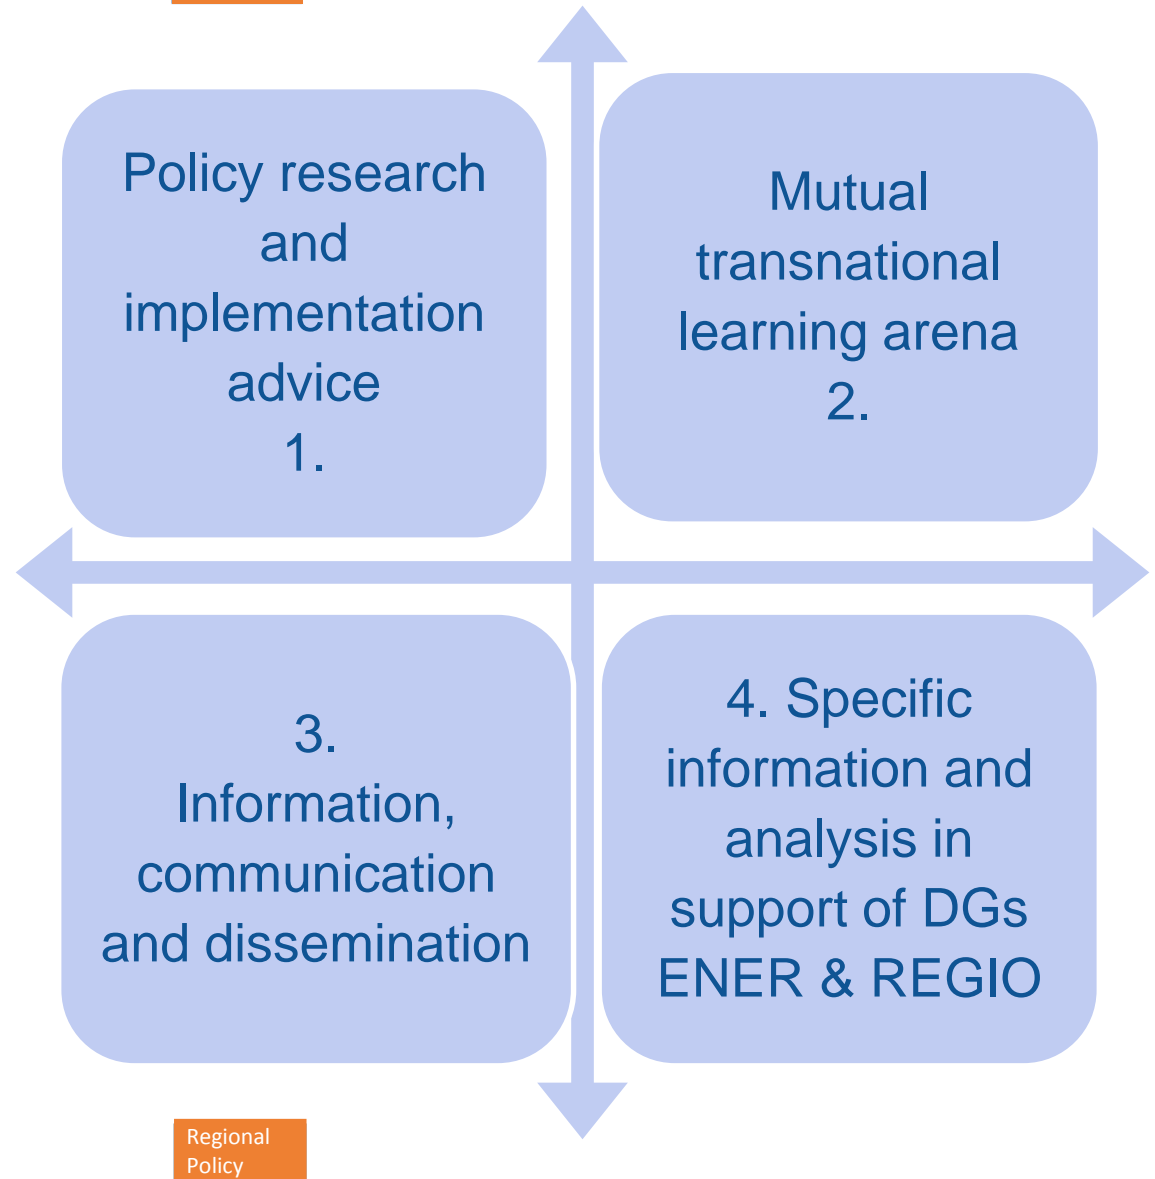 Policy research
and
implementation
advice
1.
Mutual
transnational
learning arena
2.
3.
Information,
communication
and dissemination
4. Specific
information and
analysis in
support of DGs
ENER & REGIO
Regional
Policy